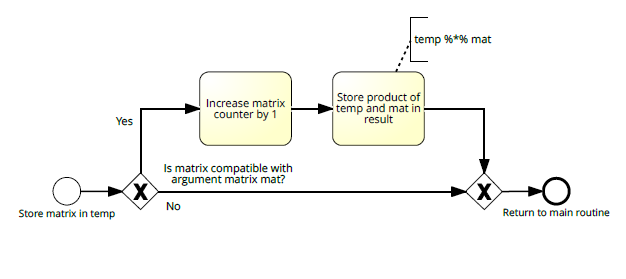 temp %*% mat
Increase matrix
counter by 1
Store product of
temp and mat in
result
Yes
Is matrix compatible with
argument matrix mat?
No
Store matrix in temp
Return to main routine